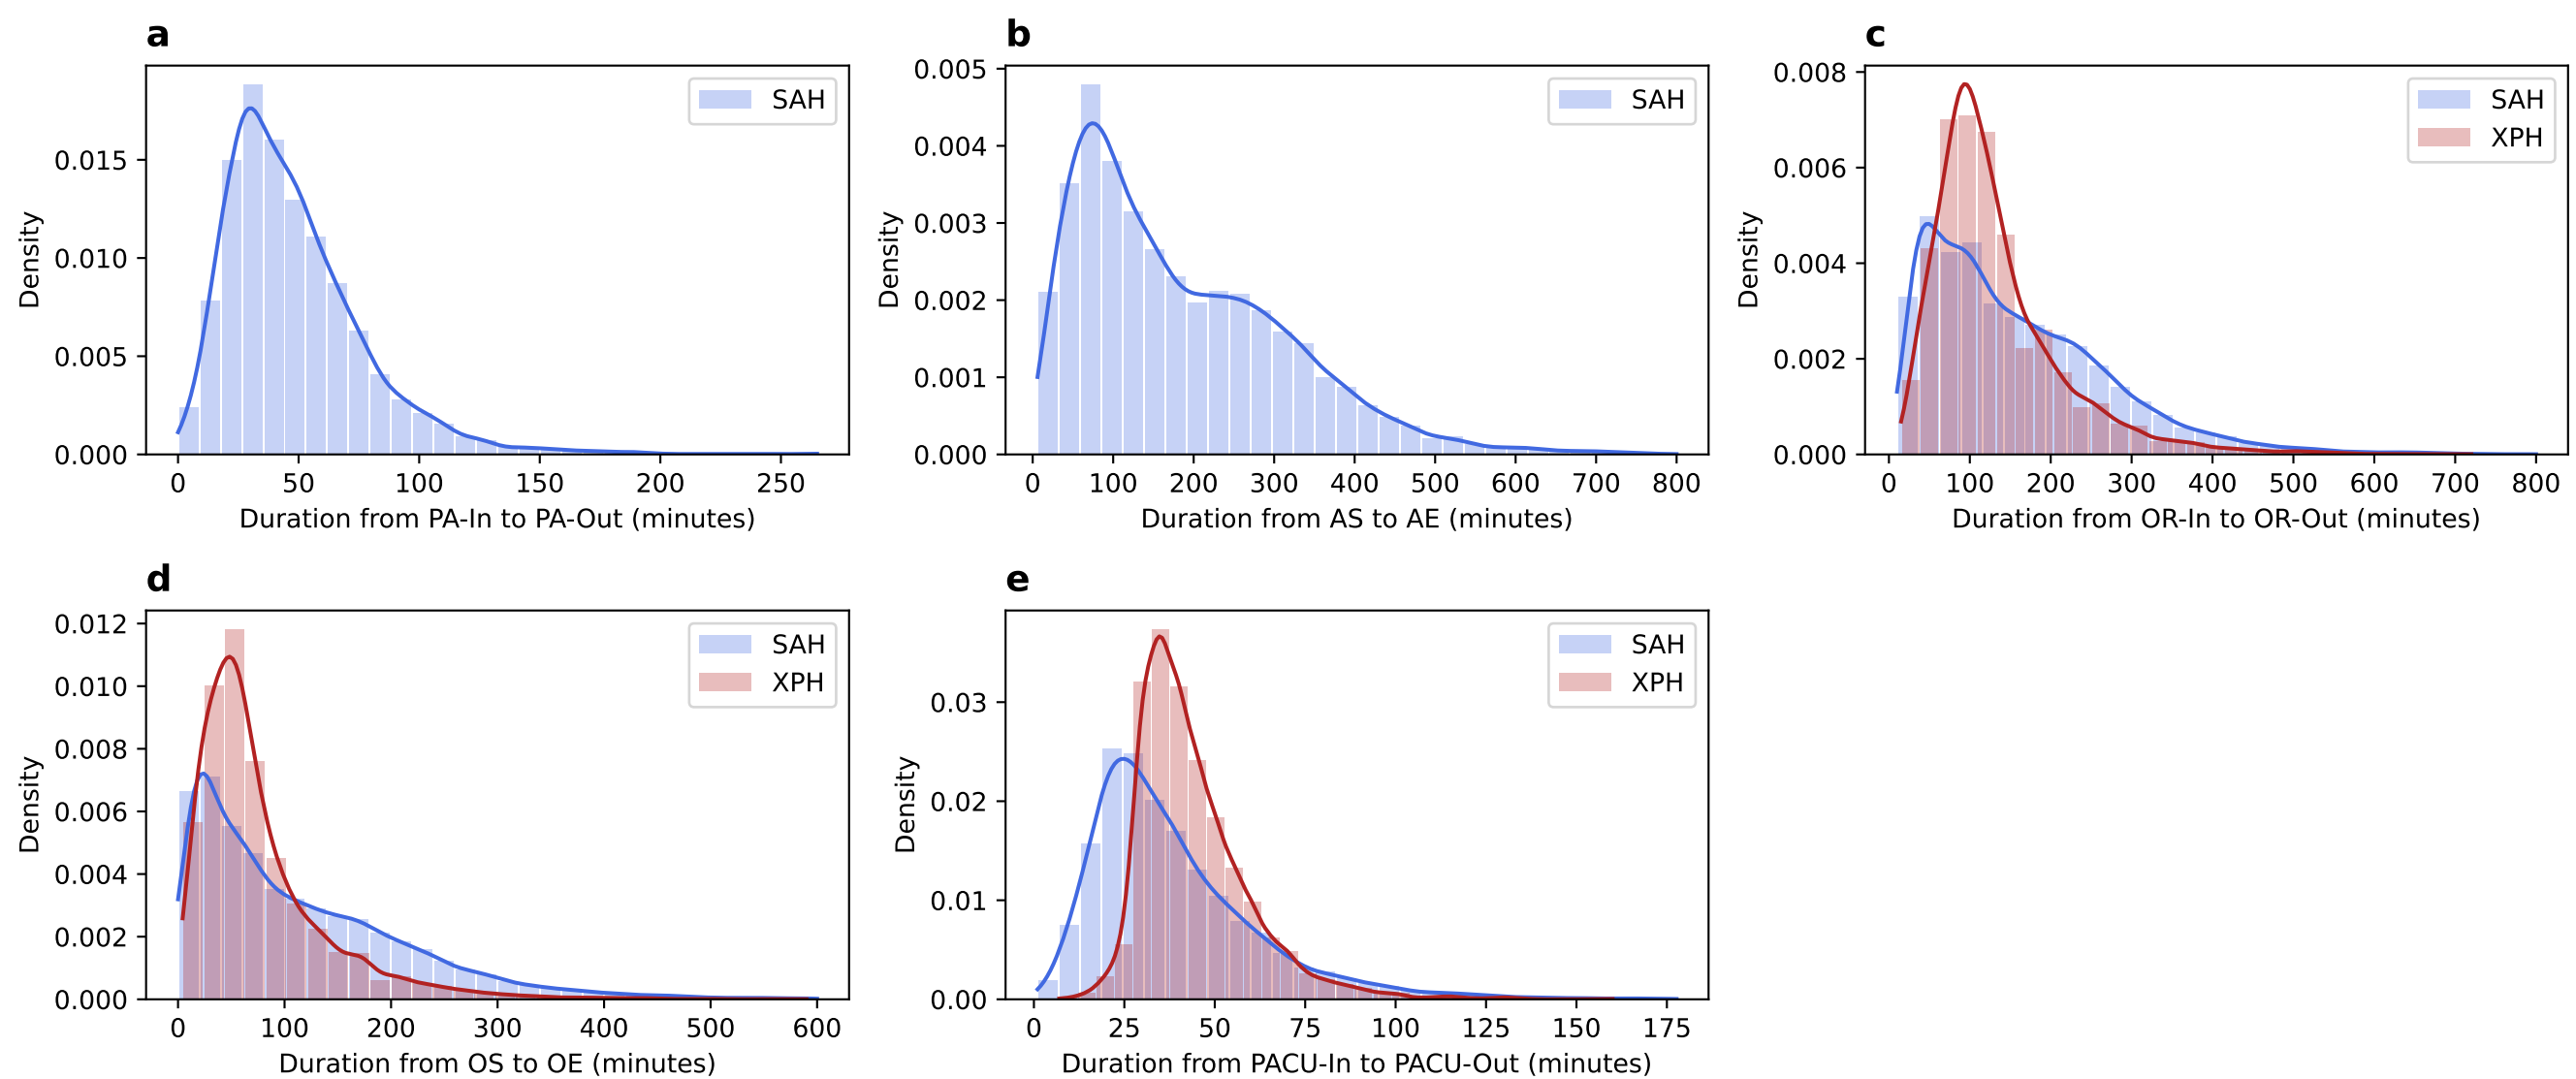 a
SAH
0.015
0.010
0.005
0.000
Density
0 50 100 150 200 250
Duration from PA-In to PA-Out (minutes)
b
SAH
0.005
0.004
0.003
0.002
0.001
0.000
Density
0 100 200 300 400 500 600 700 800
Duration from AS to AE (minutes)
c
SAH
XPH
0.008
0.006
0.004
0.002
0.000
Density
0 100 200 300 400 500 600 700 800
Duration from OR-In to OR-Out (minutes)
d
SAH
XPH
0.012
0.010
0.008
0.006
0.004
0.002
0.000
Density
0 100 200 300 400 500 600
Duration from OS to OE (minutes)
e
SAH
XPH
0.03
0.02
0.01
0.00
Density
0 25 50 75 100 125 150 175
Duration from PACU-In to PACU-Out (minutes)